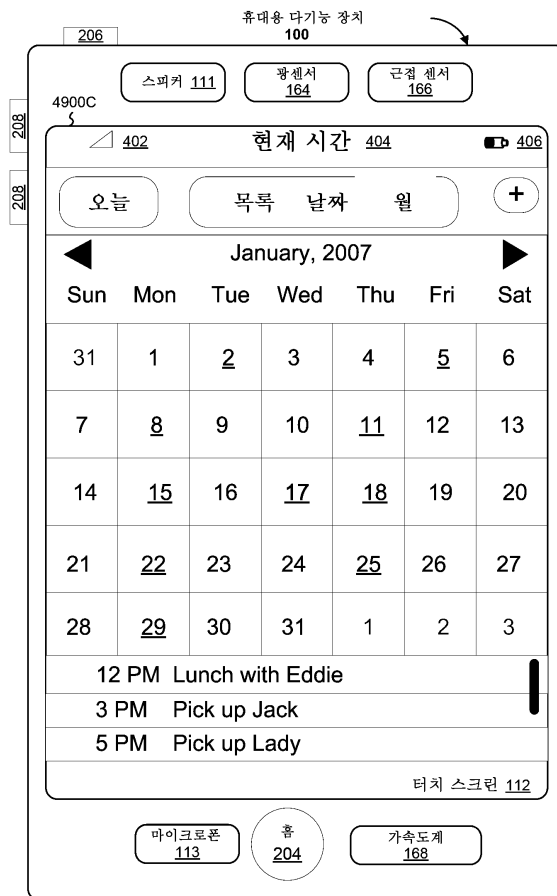 휴대용 다기능 장치
100
206
스피커 111
광센서
164
근접 센서
166
4900C
208
208
402
현재 시간 404
406
오늘
목록 날짜 월
+
January, 2007
Sun Mon Tue Wed Thu Fri Sat
31 1 2 3 4 5 6
7 8 9 10 11 12 13
14 15 16 17 18 19 20
21 22 23 24 25 26 27
28 29 30 31 1 2 3
12 PM Lunch with Eddie
3 PM Pick up Jack
5 PM Pick up Lady
터치 스크린 112
마이크로폰
113
홈
204
가속도계
168